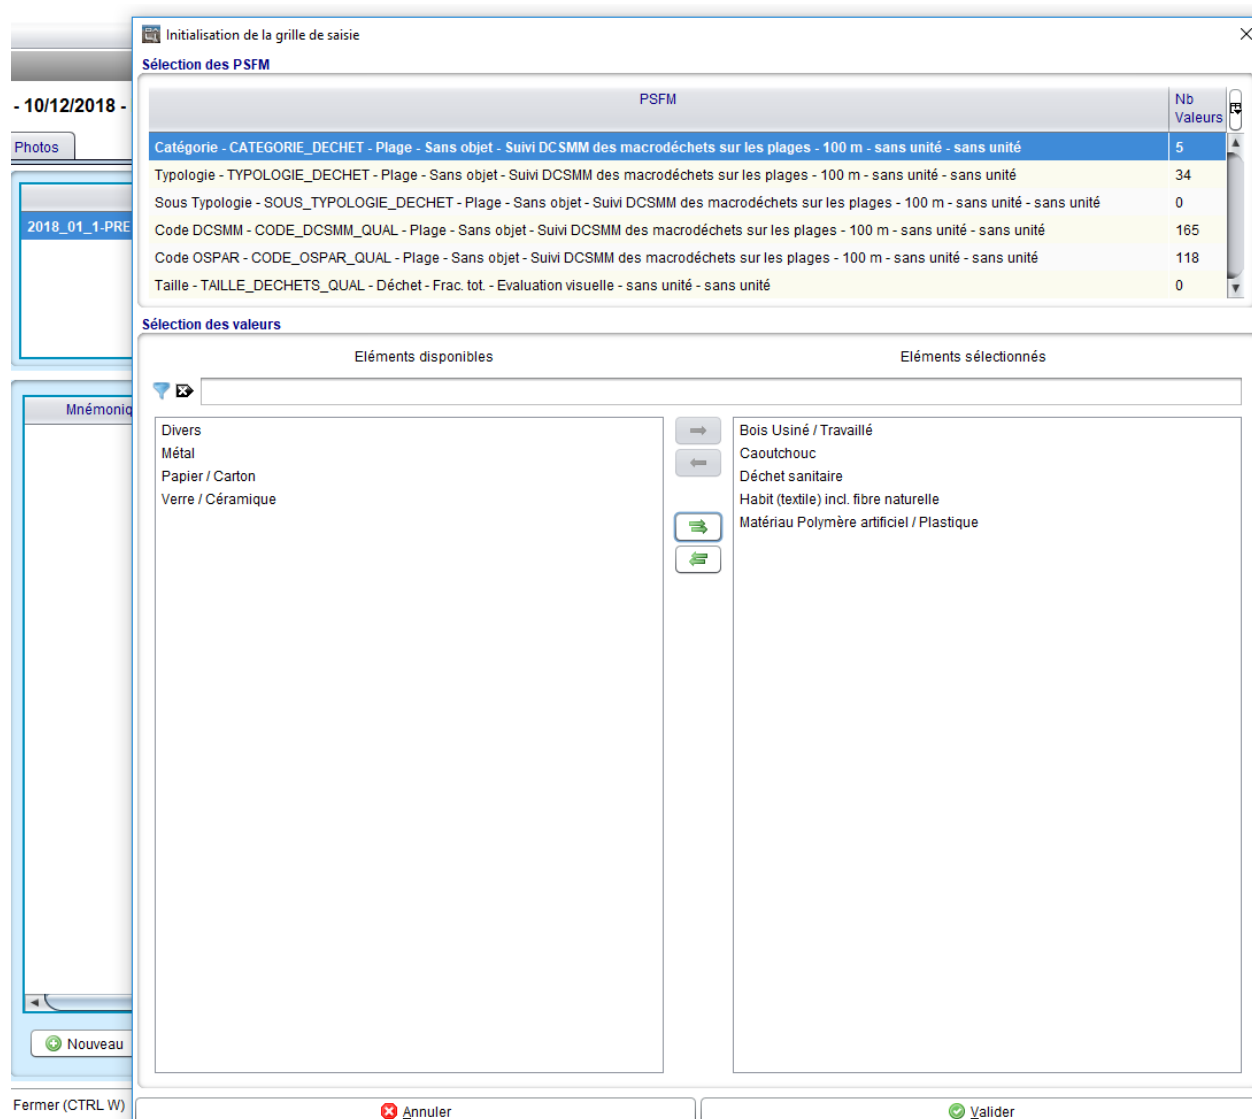 Initialisation de la grille de saisie
Sélection des PSFM
- 10/12/2018 -
Photos
2018_01_1-PRE
Mnémoniq
Nouveau
Fermer (CTRL W)
PSFM
Nb Valeurs
Catégorie - CATEGORIE_DECHET - Plage - Sans objet - Suivi DCSMM des macrodéchets sur les plages - 100 m - sans unité - sans unité 5
Typologie - TYPOLOGIE_DECHET - Plage - Sans objet - Suivi DCSMM des macrodéchets sur les plages - 100 m - sans unité - sans unité 34
Sous Typologie - SOUS_TYPOLOGIE_DECHET - Plage - Sans objet - Suivi DCSMM des macrodéchets sur les plages - 100 m - sans unité - sans unité 0
Code DCSMM - CODE_DCSMM_QUAL - Plage - Sans objet - Suivi DCSMM des macrodéchets sur les plages - 100 m - sans unité - sans unité 165
Code OSPAR - CODE_OSPAR_QUAL - Plage - Sans objet - Suivi DCSMM des macrodéchets sur les plages - 100 m - sans unité - sans unité 118
Taille - TAILLE_DECHETS_QUAL - Déchet - Frac. tot. - Evaluation visuelle - sans unité - sans unité 0
Sélection des valeurs
Eléments disponibles
Divers
Métal
Papier / Carton
Verre / Céramique
Eléments sélectionnés
Bois Usiné / Travaillé
Caoutchouc
Déchet sanitaire
Habit (textile) incl. fibre naturelle
Matériau Polymère artificiel / Plastique
Annuler
Valider